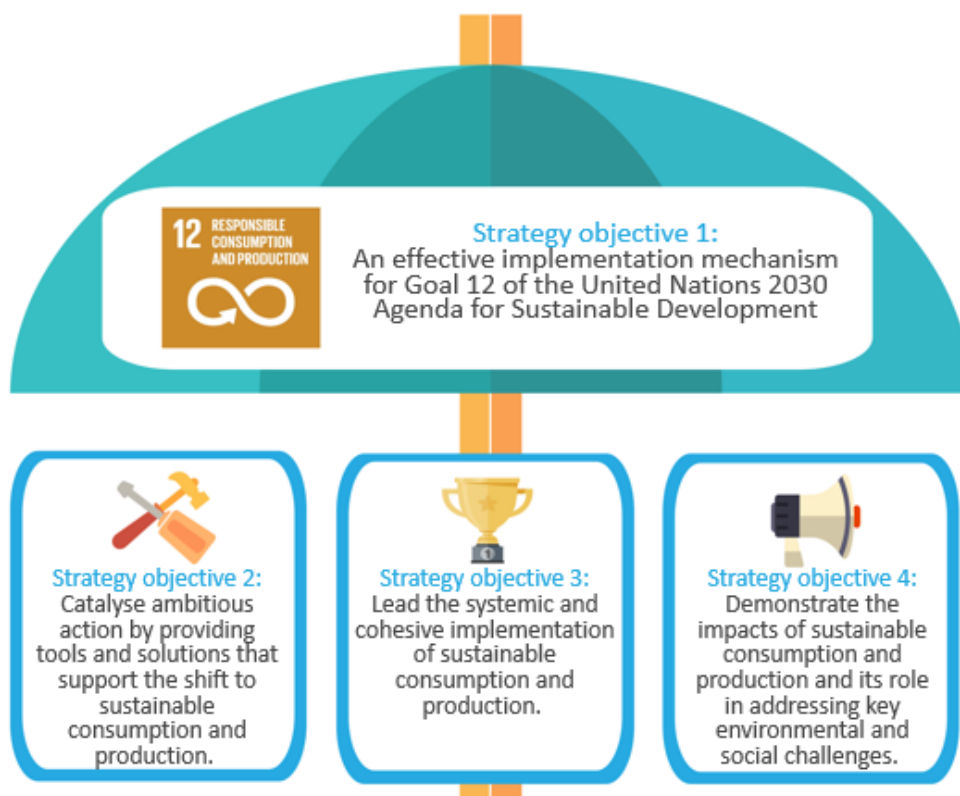 12 RESPONSIBLE
CONSUMPTION
AND PRODUCTION
Strategy objective 1:
An effective implementation mechanism
for Goal 12 of the United Nations 2030
Agenda for Sustainable Development
Strategy objective 2:
Catalyse ambitious
action by providing
tools and solutions that
support the shift to
sustainable
consumption and
production.
1
Strategy objective 3:
Lead the systemic and
cohesive implementation
of sustainable
consumption and
production.
Strategy objective 4:
Demonstrate the
impacts of sustainable
consumption and
production and its role
in addressing key
environmental and
social challenges.